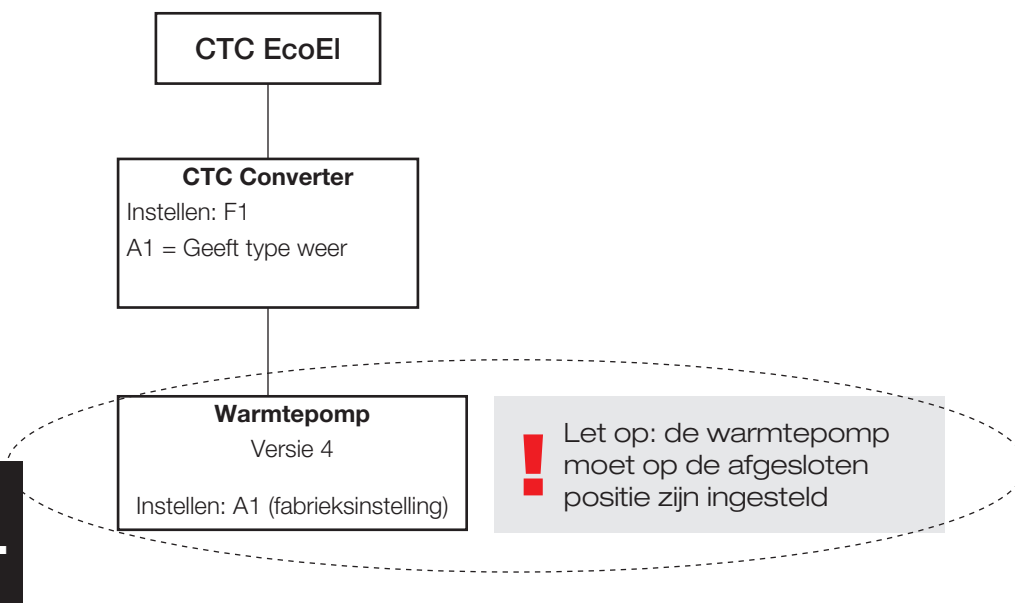 CTC EcoEl
CTC Converter
Instellen: F1
A1 = Geeft type weer
Warmtepomp
Versie 4
Instellen: A1 (fabrieksinstelling)
! Let op: de warmtepomp
moet op de afgesloten
positie zijn ingesteld